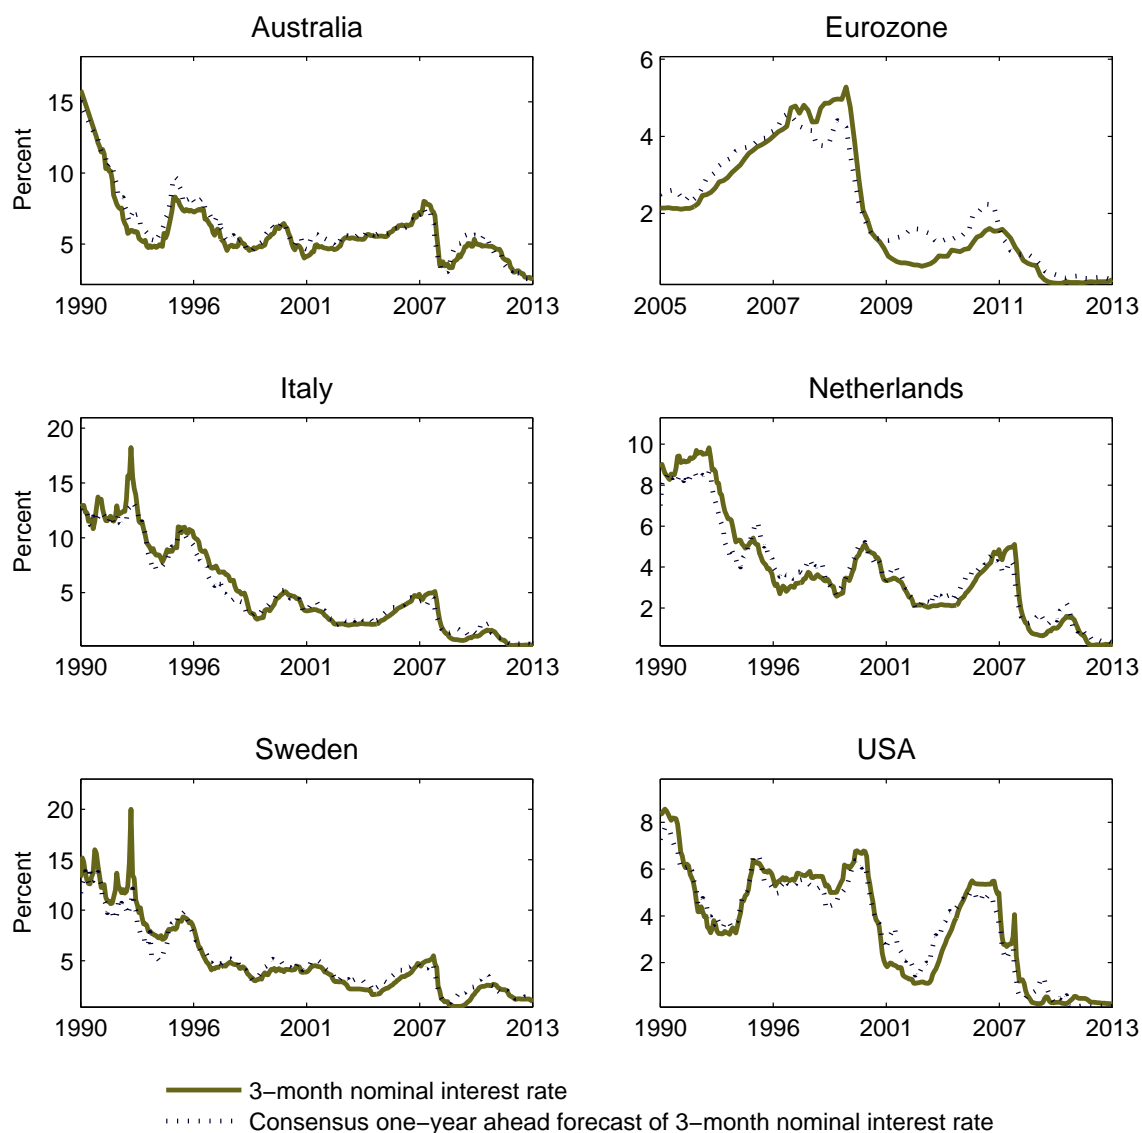 Australia
Eurozone
Percent
15
10
5
1990 1996 2001 2007 2013
6
4
2
2005 2007 2009 2011 2013
Italy
Netherlands
Percent
20
15
10
5
1990 1996 2001 2007 2013
10
8
6
4
2
1990 1996 2001 2007 2013
Sweden
USA
Percent
20
15
10
5
1990 1996 2001 2007 2013
8
6
4
2
1990 1996 2001 2007 2013
3−month nominal interest rate
Consensus one−year ahead forecast of 3−month nominal interest rate